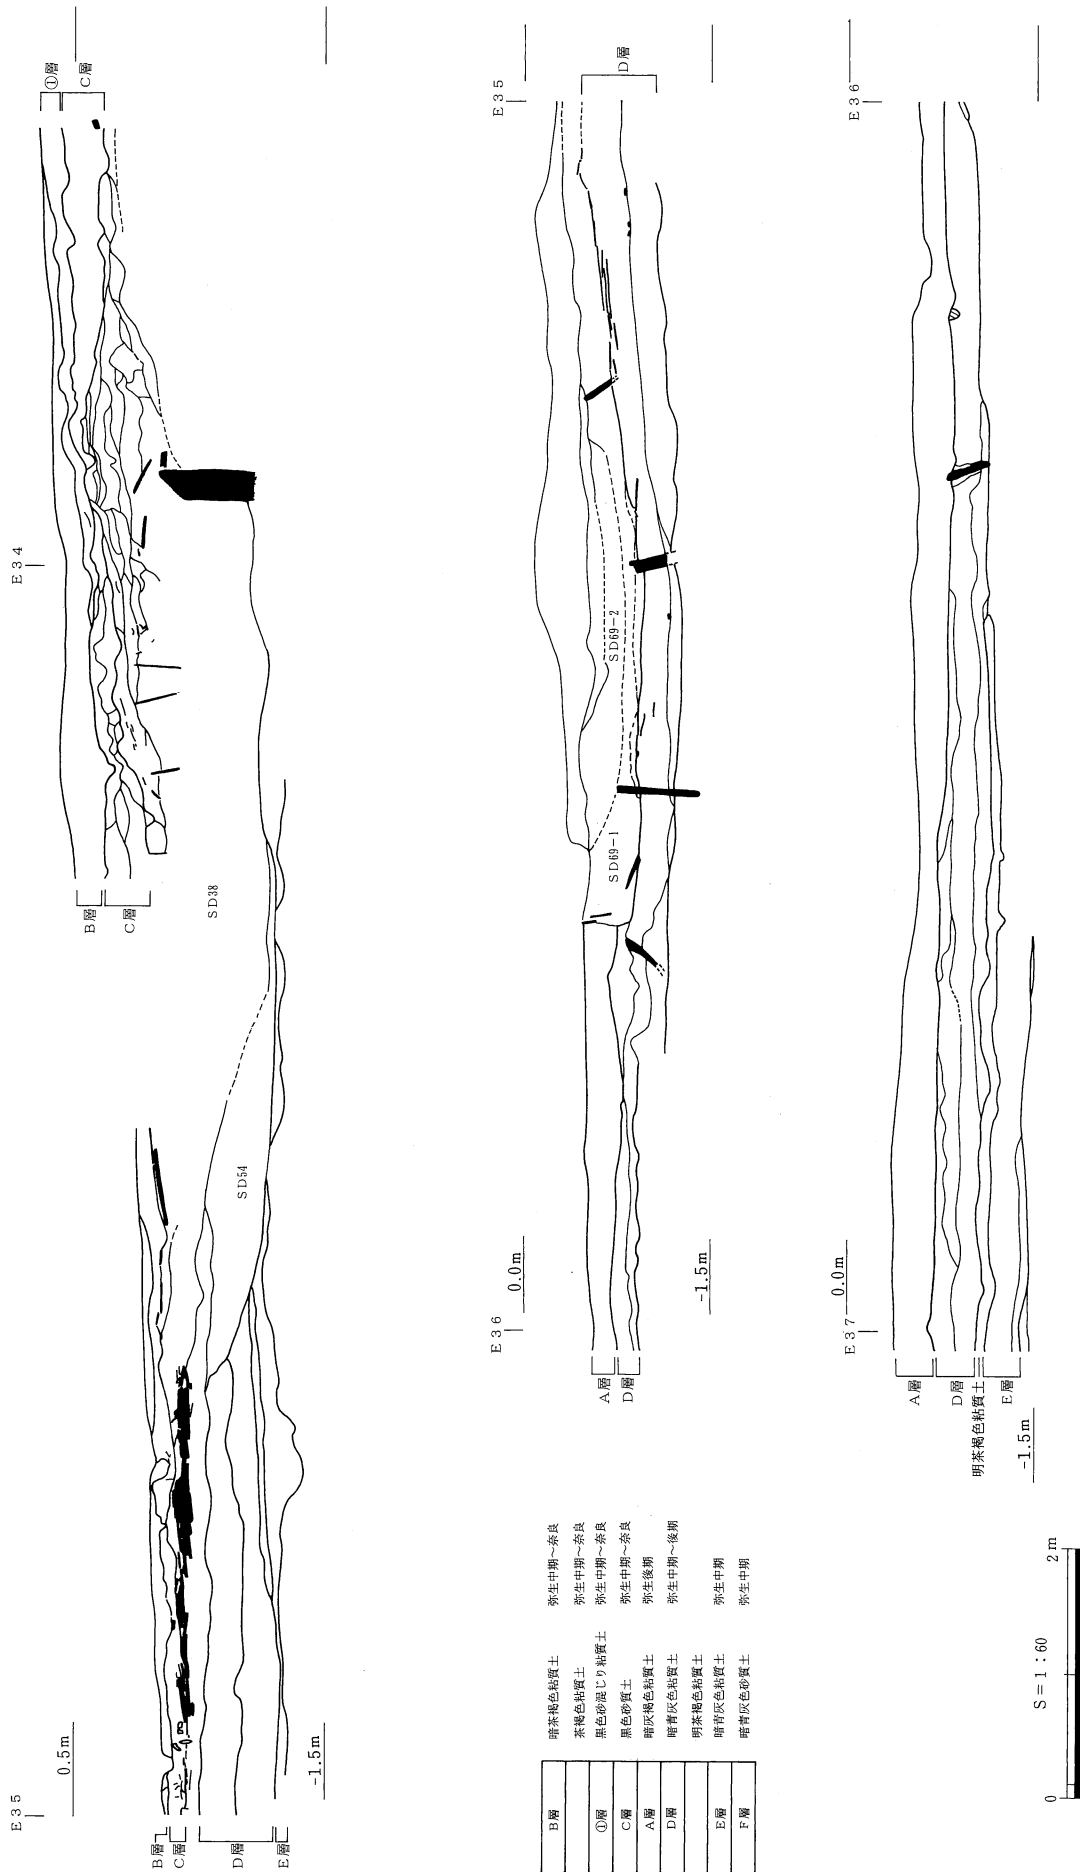 ①層
C層
E34
B層
C層
SD38
SD54
0.5m
-1.5m
E35
B層
C層
D層
E層
E35
D層
SD69-2
SD69-1
0.0m
-1.5m
E36
A層
D層
E36
0.0m
E37
A層
D層
明茶褐色粘質土
E層
-1.5m
B層 暗茶褐色粘質土 弥生中期~奈良
茶褐色粘質土 弥生中期~奈良
①層 黒色砂混じり粘質土 弥生中期~奈良
C層 黒色砂質土 弥生中期~奈良
A層 暗灰褐色粘質土 弥生後期
D層 暗青灰色粘質土 弥生中期~後期
明茶褐色粘質土
E層 暗青灰色粘質土 弥生中期
F層 暗青灰色砂質土 弥生中期
S=1:60
0 2m